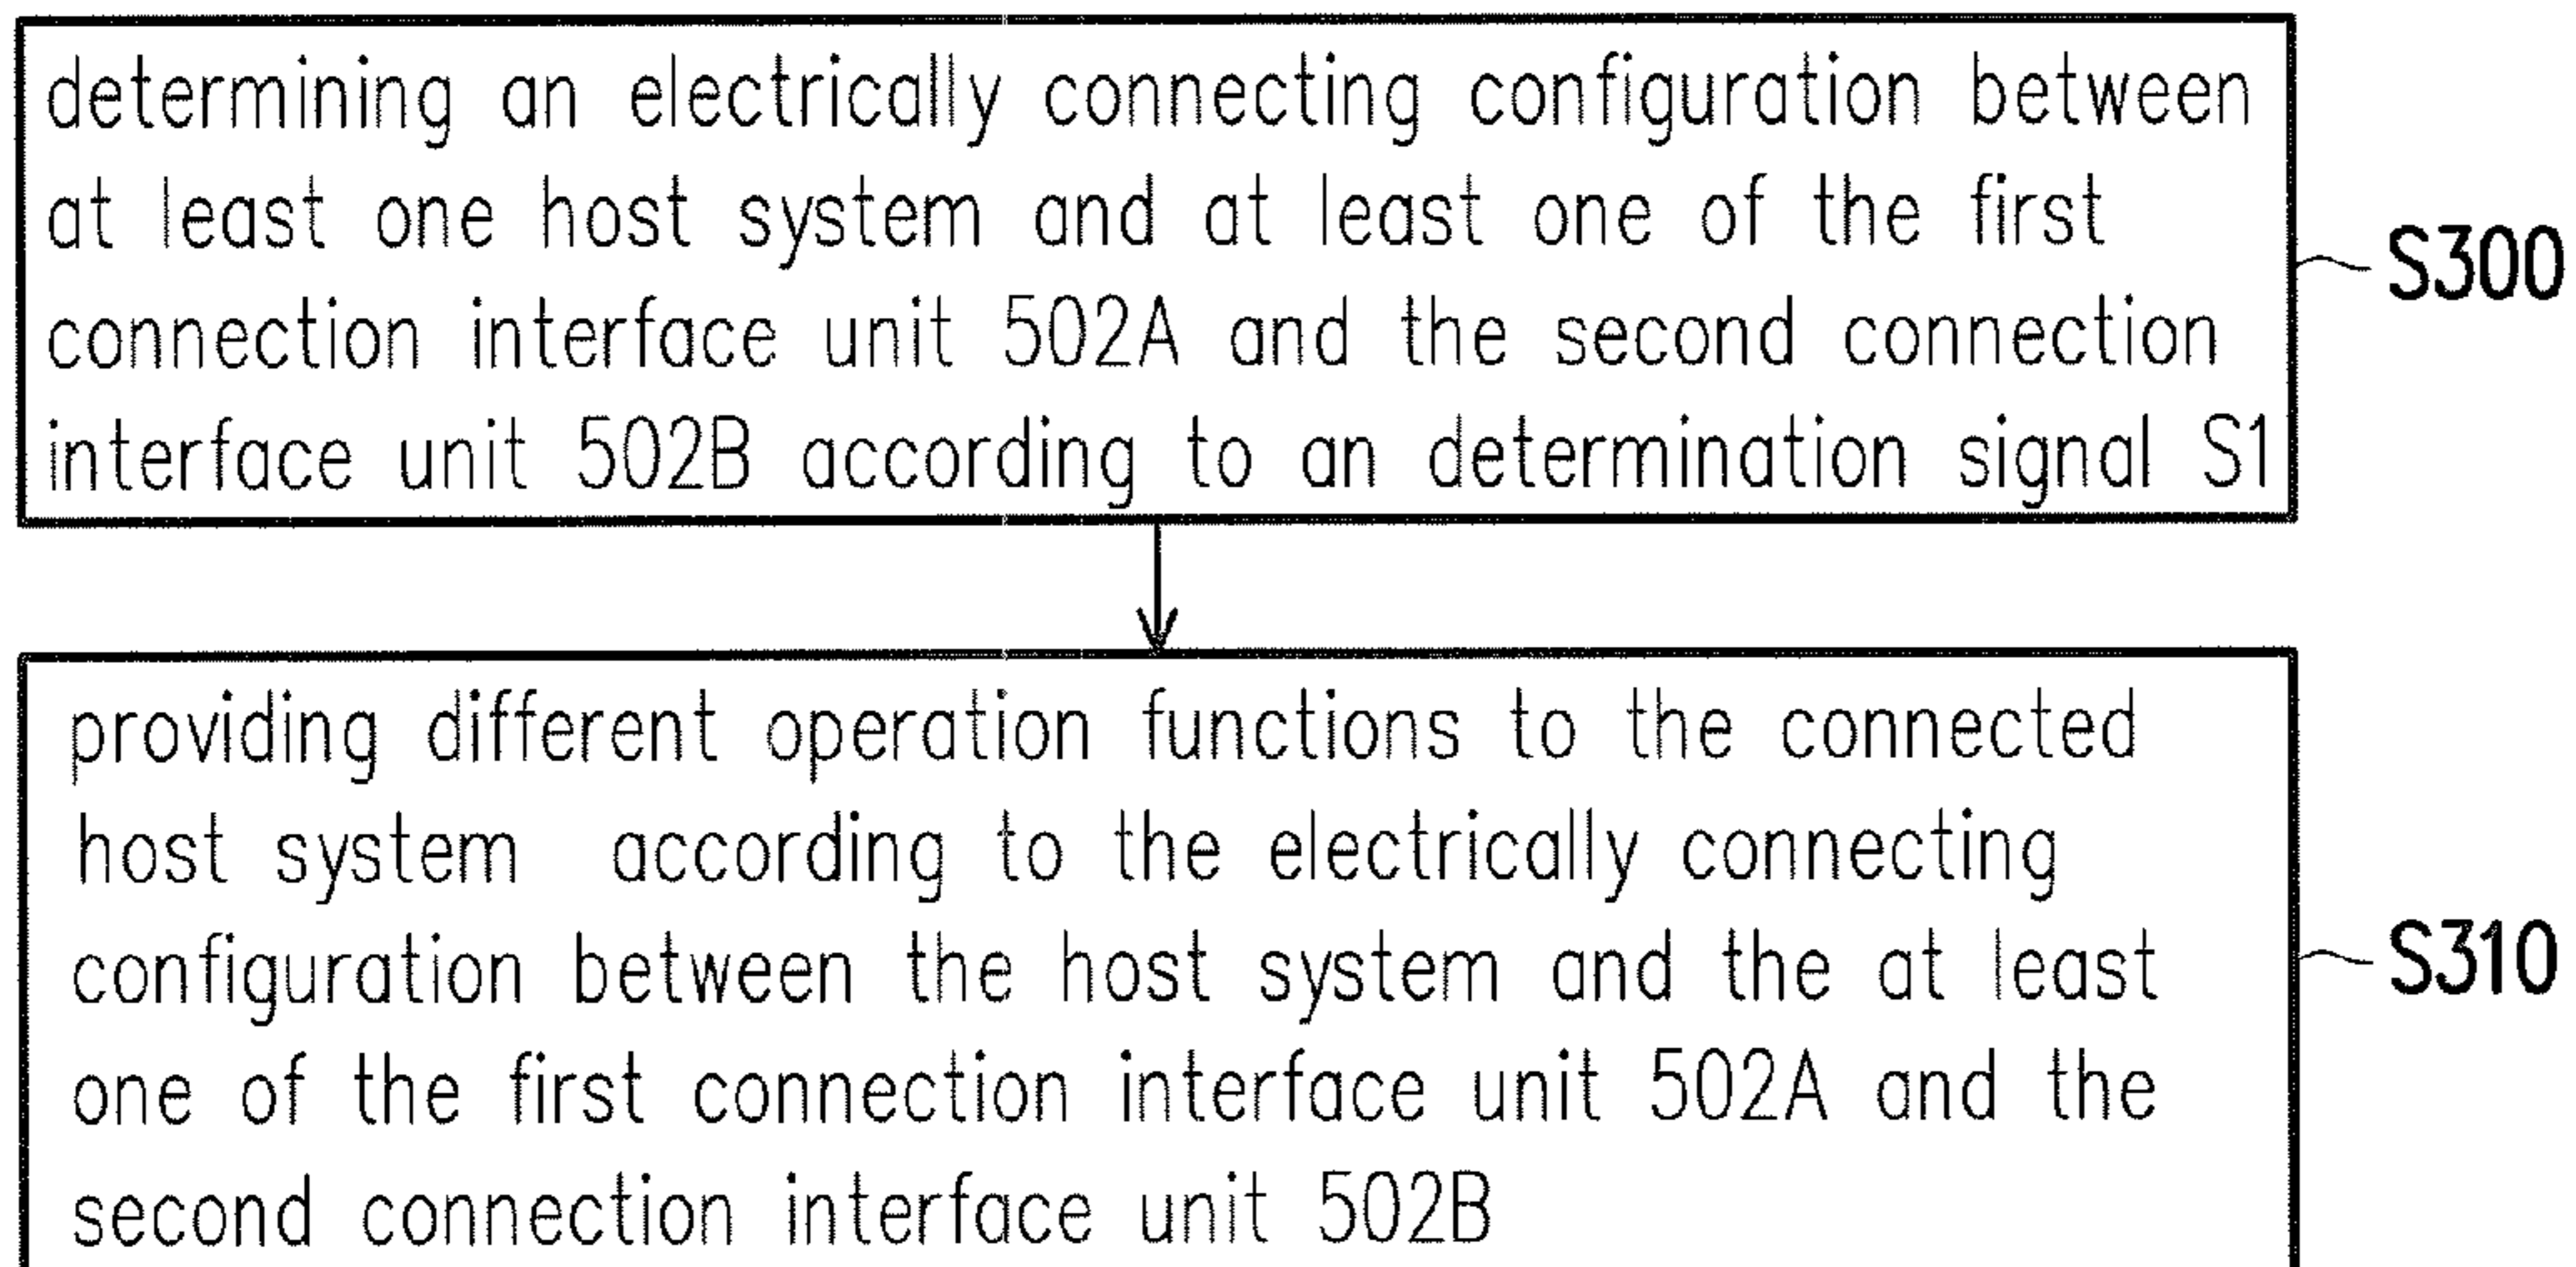 determining an electrically connecting configuration between
at least one host system and at least one of the first
connection interface unit 502A and the second connection
interface unit 502B according to an determination signal S1
S300
providing different operation functions to the connected
host system according to the electrically connecting
configuration between the host system and the at least
one of the first connection interface unit 502A and the
second connection interface unit 502B
S310